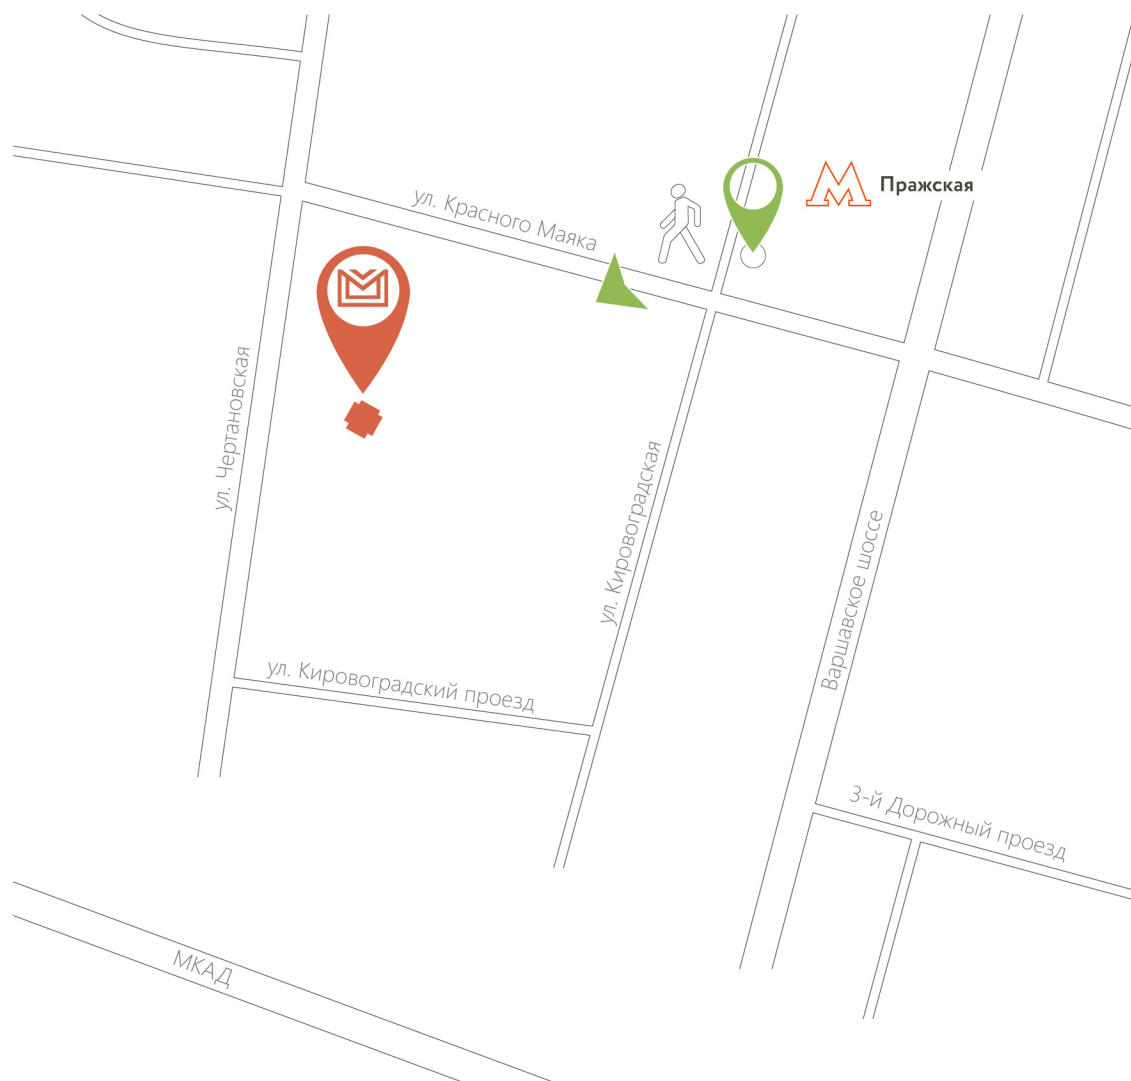 Пражская
ул. Красного Маяка
ул. Чертановская
ул. Кировоградская
Варшавское шоссе
ул. Кировоградский проезд
3-й Дорожный проезд
МКАД